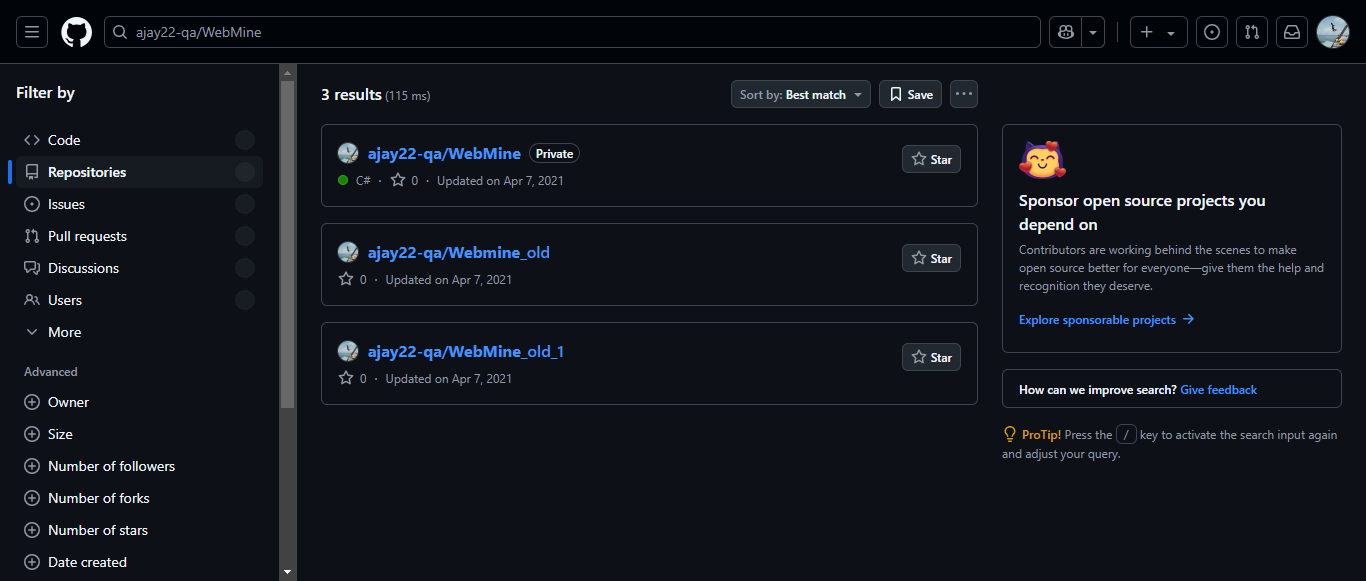 ajay22-qa/WebMine
Filter by
Code
Repositories
Issues
Pull requests
Discussions
Users
More
Advanced
Owner
Size
Number of followers
Number of forks
Number of stars
Date created
3 results (115 ms)
Sort by: Best match
Save
ajay22-qa/WebMine Private
Star
C# · 0 · Updated on Apr 7, 2021
ajay22-qa/Webmine_old
Star
0 · Updated on Apr 7, 2021
ajay22-qa/WebMine_old_1
Star
0 · Updated on Apr 7, 2021
Sponsor open source projects you
depend on
Contributors are working behind the scenes to make
open source better for everyone—give them the help and
recognition they deserve.
Explore sponsorable projects →
How can we improve search? Give feedback
ProTip! Press the / key to activate the search input again
and adjust your query.